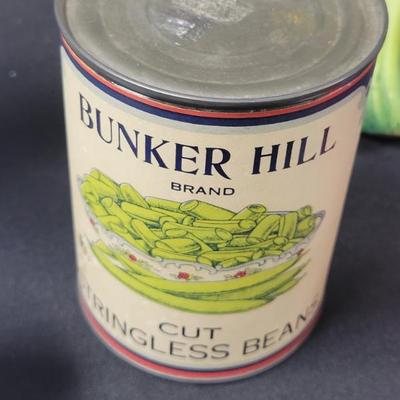 BUNKER HILL
BRAND
CUT
STRINGLESS BEANS